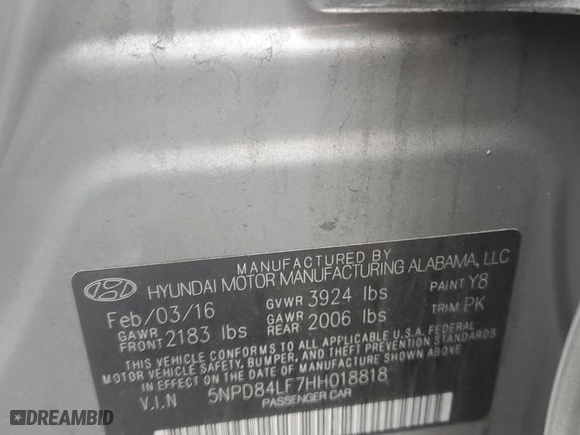 MANUFACTURED BY
HYUNDAI MOTOR MANUFACTURING ALABAMA, LLC
Feb/03/16 GVWR 3924 lbs PAINT Y8
GAWR FRONT 2183 lbs GAWR REAR 2006 lbs TRIM PK
THIS VEHICLE CONFORMS TO ALL APPLICABLE U.S.A. FEDERAL
MOTOR VEHICLE SAFETY, BUMPER, AND THEFT PREVENTION STANDARDS
IN EFFECT ON THE DATE OF MANUFACTURE SHOWN ABOVE.
V.I.N 5NPD84LF7HH018818
PASSENGER CAR
DREAMBID